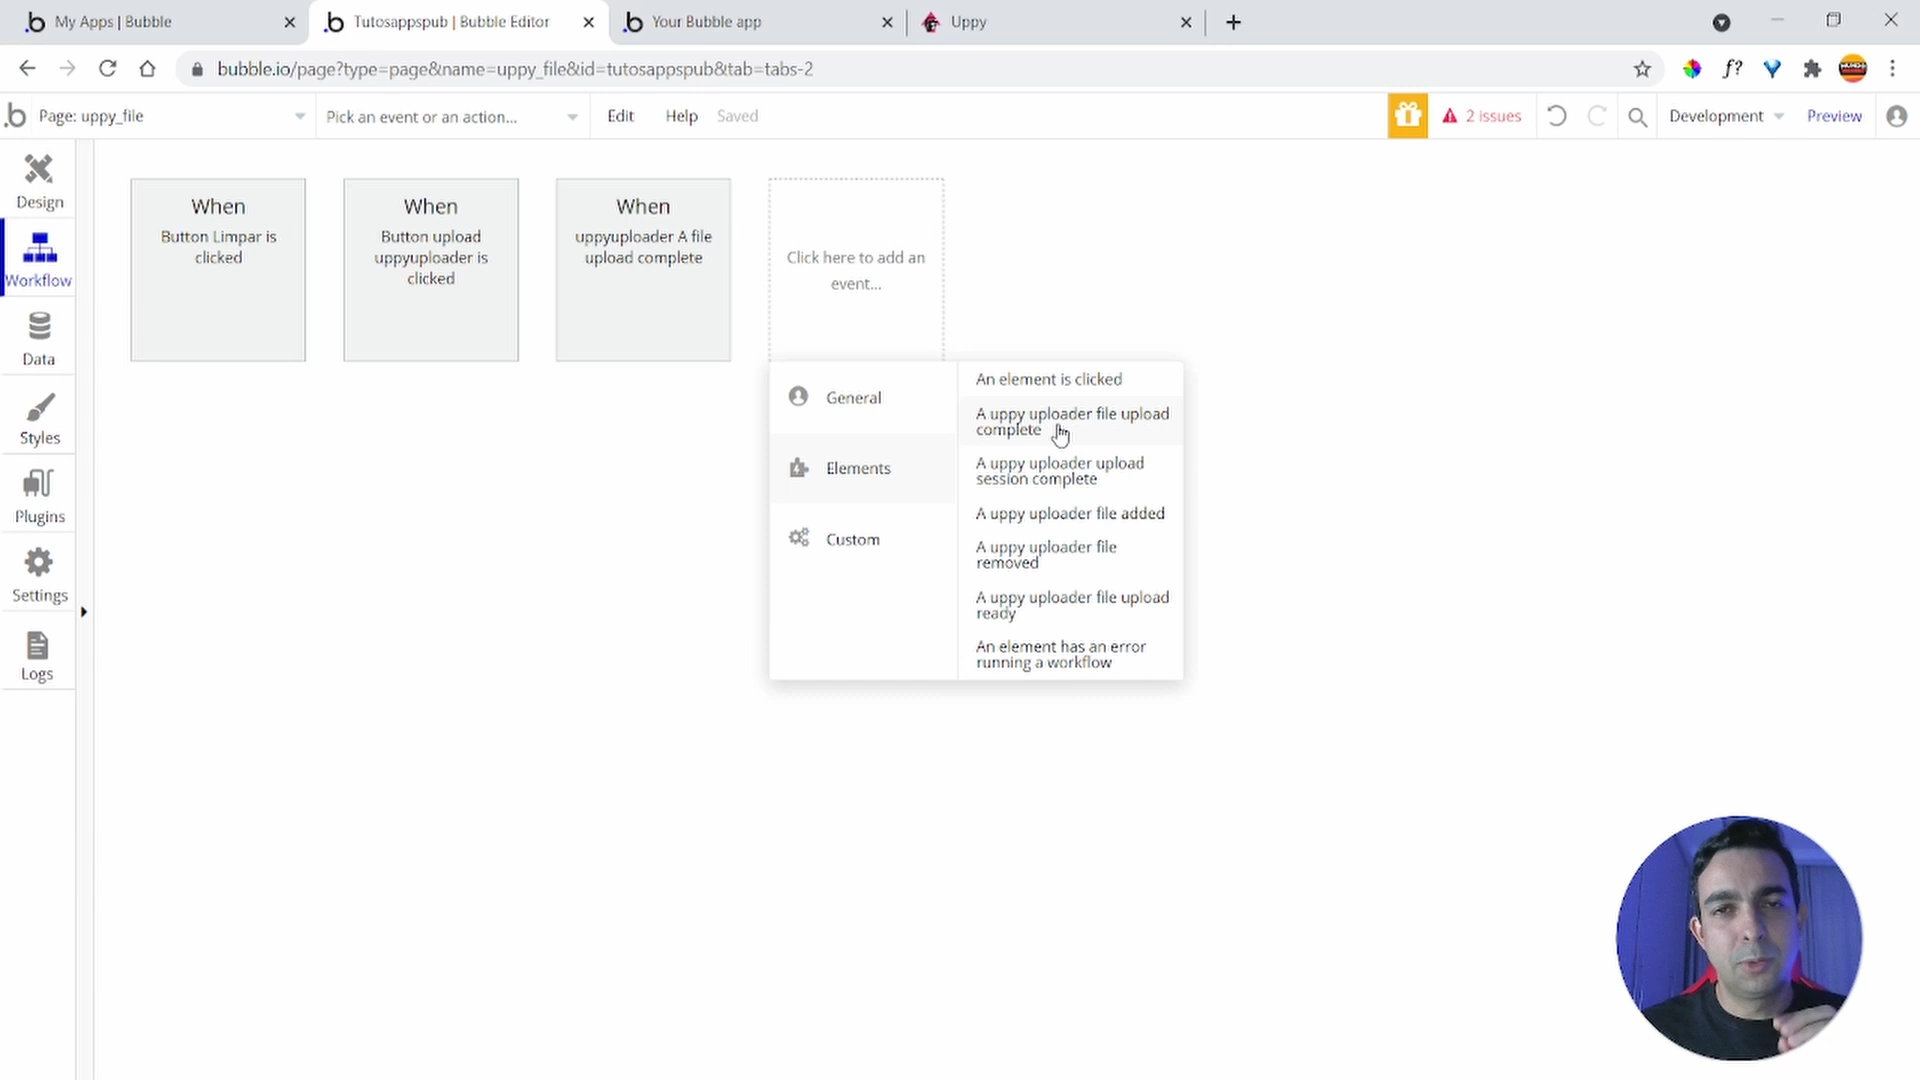 My Apps | Bubble
Tutosappspub | Bubble Editor
Your Bubble app
Uppy
bubble.io/page?type=page&name=uppy_file&id=tutosappspub&tab=tabs-2
f?
Page: uppy_file
Pick an event or an action...
Edit
Help
Saved
2 issues
Development
Preview
Design
Workflow
Data
Styles
Plugins
Settings
Logs
When
Button Limpar is
clicked
When
Button upload
uppyuploader is
clicked
When
uppyuploader A file
upload complete
Click here to add an
event...
General
Elements
Custom
An element is clicked
A uppy uploader file upload
complete
A uppy uploader upload
session complete
A uppy uploader file added
A uppy uploader file
removed
A uppy uploader file upload
ready
An element has an error
running a workflow